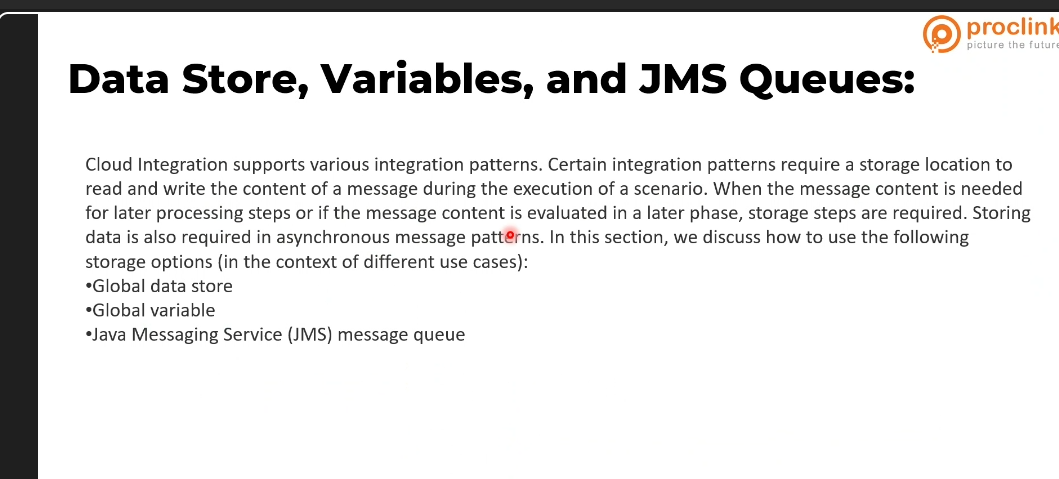 proclink
picture the future
Data Store, Variables, and JMS Queues:
Cloud Integration supports various integration patterns. Certain integration patterns require a storage location to
read and write the content of a message during the execution of a scenario. When the message content is needed
for later processing steps or if the message content is evaluated in a later phase, storage steps are required. Storing
data is also required in asynchronous message patterns. In this section, we discuss how to use the following
storage options (in the context of different use cases):
•Global data store
•Global variable
•Java Messaging Service (JMS) message queue